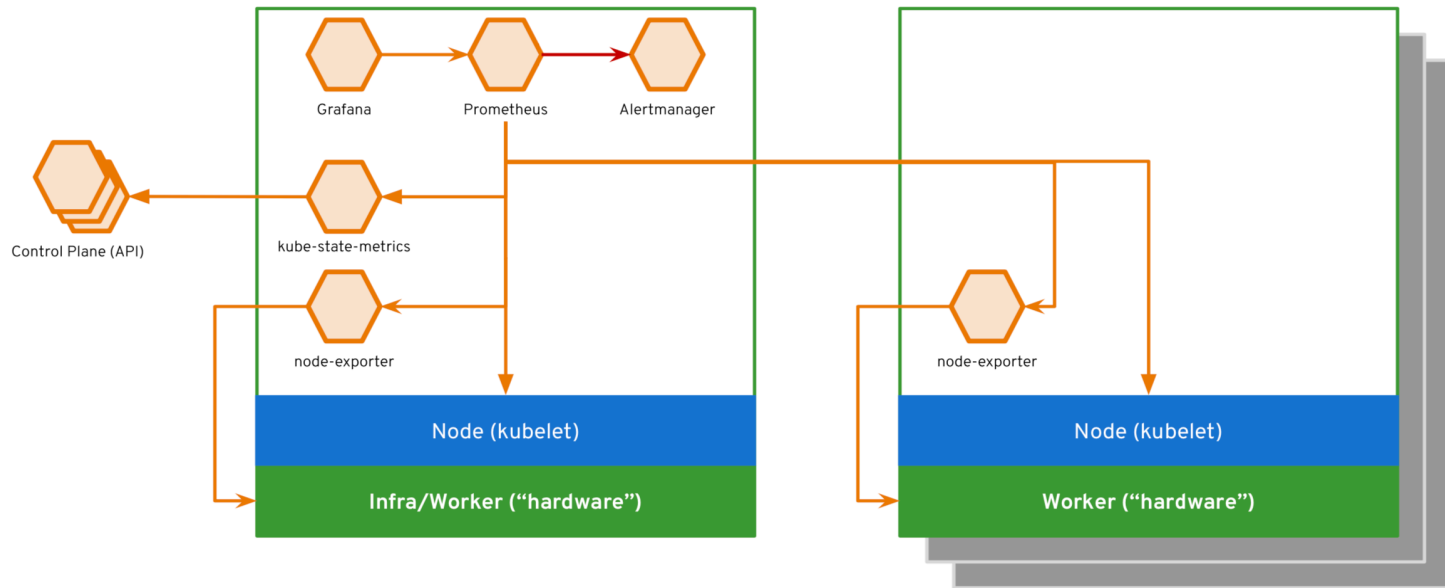 Grafana
Prometheus
Alertmanager
Control Plane (API)
kube-state-metrics
node-exporter
node-exporter
Node (kubelet)
Node (kubelet)
Infra/Worker (“hardware”)
Worker (“hardware”)